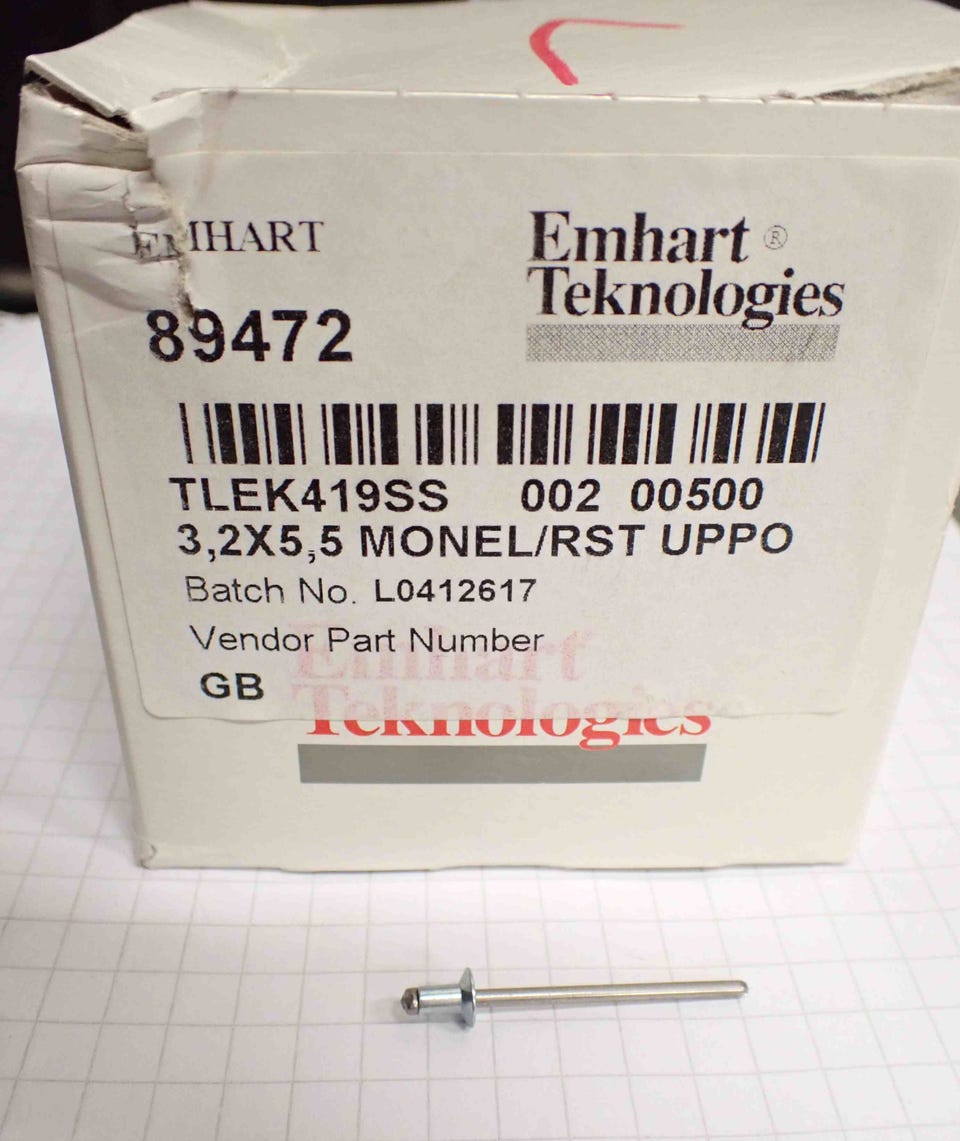 EMHART
Emhart ®
Teknologies
89472
TLEK419SS 002 00500
3,2X5,5 MONEL/RST UPPO
Batch No. L0412617
Vendor Part Number
GB
Emhart
Teknologies